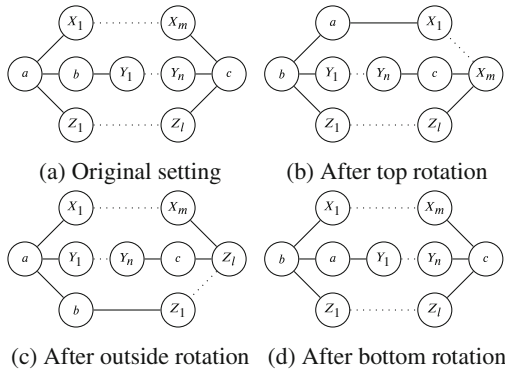 X1 Xm a X1
a b Y1 Yn c b Y1 Yn c Xm
Z1 Zl Z1 Zl
(a) Original setting (b) After top rotation
X1 Xm X1 Xm
a Y1 Yn c Zl b a Y1 Yn c
b Z1 Z1 Zl
(c) After outside rotation (d) After bottom rotation